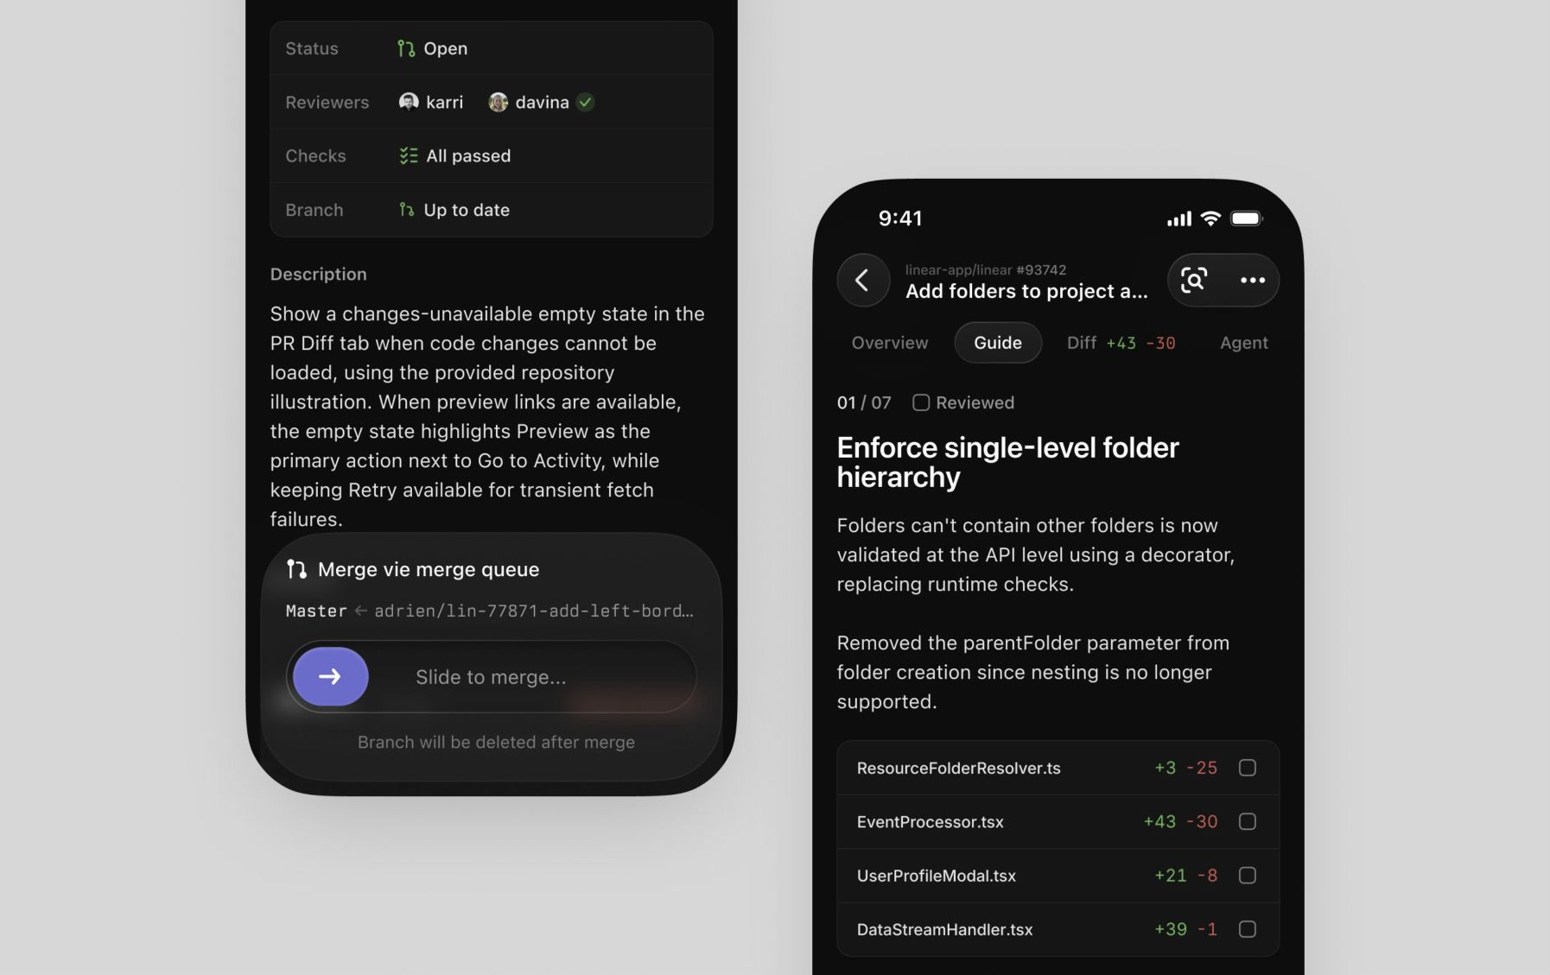 Status Open
Reviewers karri davina
Checks All passed
Branch Up to date
Description
Show a changes-unavailable empty state in the
PR Diff tab when code changes cannot be
loaded, using the provided repository
illustration. When preview links are available,
the empty state highlights Preview as the
primary action next to Go to Activity, while
keeping Retry available for transient fetch
failures.
Merge vie merge queue
Master ← adrien/lin-77871-add-left-bord...
Slide to merge...
Branch will be deleted after merge
9:41
linear-app/linear #93742
Add folders to project a...
Overview Guide Diff +43 -30 Agent
01 / 07 Reviewed
Enforce single-level folder
hierarchy
Folders can't contain other folders is now
validated at the API level using a decorator,
replacing runtime checks.
Removed the parentFolder parameter from
folder creation since nesting is no longer
supported.
ResourceFolderResolver.ts +3 -25
EventProcessor.tsx +43 -30
UserProfileModal.tsx +21 -8
DataStreamHandler.tsx +39 -1